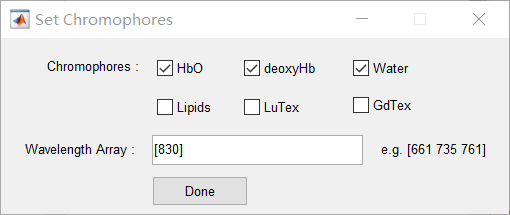 Set Chromophores
Chromophores : HbO deoxyHb Water
Lipids LuTex GdTex
Wavelength Array : [830] e.g. [661 735 761]
Done